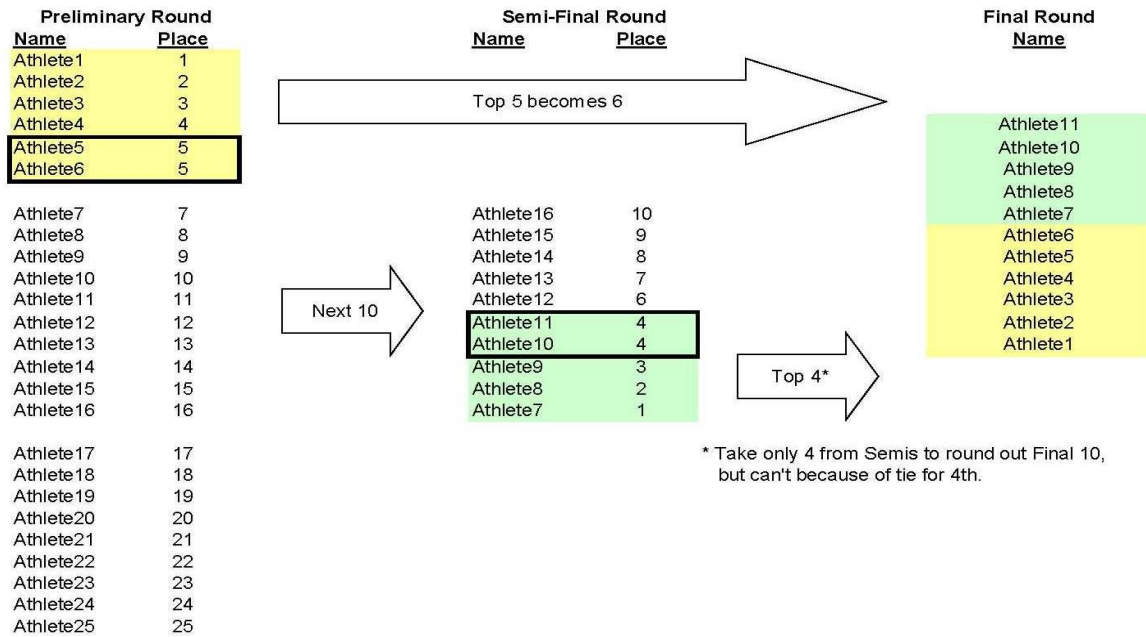 Preliminary Round
Name Place
Athlete1 1
Athlete2 2
Athlete3 3
Athlete4 4
Athlete5 5
Athlete6 5
Athlete7 7
Athlete8 8
Athlete9 9
Athlete10 10
Athlete11 11
Athlete12 12
Athlete13 13
Athlete14 14
Athlete15 15
Athlete16 16
Athlete17 17
Athlete18 18
Athlete19 19
Athlete20 20
Athlete21 21
Athlete22 22
Athlete23 23
Athlete24 24
Athlete25 25
Top 5 becomes 6
Next 10
Semi-Final Round
Name Place
Athlete16 10
Athlete15 9
Athlete14 8
Athlete13 7
Athlete12 6
Athlete11 4
Athlete10 4
Athlete9 3
Athlete8 2
Athlete7 1
Top 4*
* Take only 4 from Semis to round out Final 10,
but can't because of tie for 4th.
Final Round
Name
Athlete11
Athlete10
Athlete9
Athlete8
Athlete7
Athlete6
Athlete5
Athlete4
Athlete3
Athlete2
Athlete1